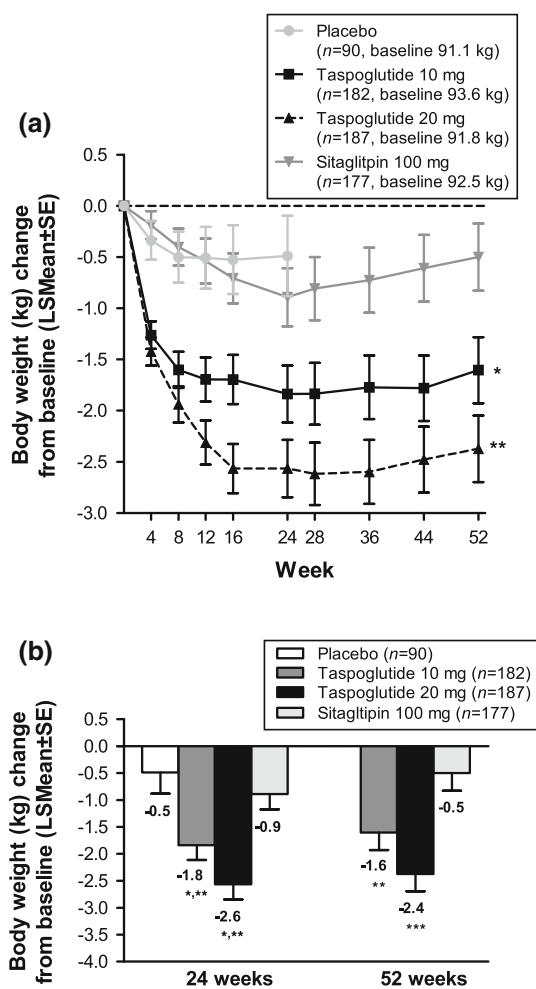 Placebo
(n=90, baseline 91.1 kg)
Taspoglutide 10 mg
(n=182, baseline 93.6 kg)
Taspoglutide 20 mg
(n=187, baseline 91.8 kg)
Sitaglitpin 100 mg
(n=177, baseline 92.5 kg)
(a)
Body weight (kg) change
from baseline (LSMean±SE)
0.5
0.0
-0.5
-1.0
-1.5
-2.0
-2.5
-3.0
*
**
4 8 12 16 24 28 36 44 52
Week
(b)
Placebo (n=90)
Taspoglutide 10 mg (n=182)
Taspoglutide 20 mg (n=187)
Sitagltipin 100 mg (n=177)
Body weight (kg) change
from baseline (LSMean±SE)
0.5
0.0
-0.5
-1.0
-1.5
-2.0
-2.5
-3.0
-3.5
-4.0
-0.5
-1.8
*,**
-2.6
*,**
-0.9
-1.6
**
-2.4
***
-0.5
24 weeks 52 weeks